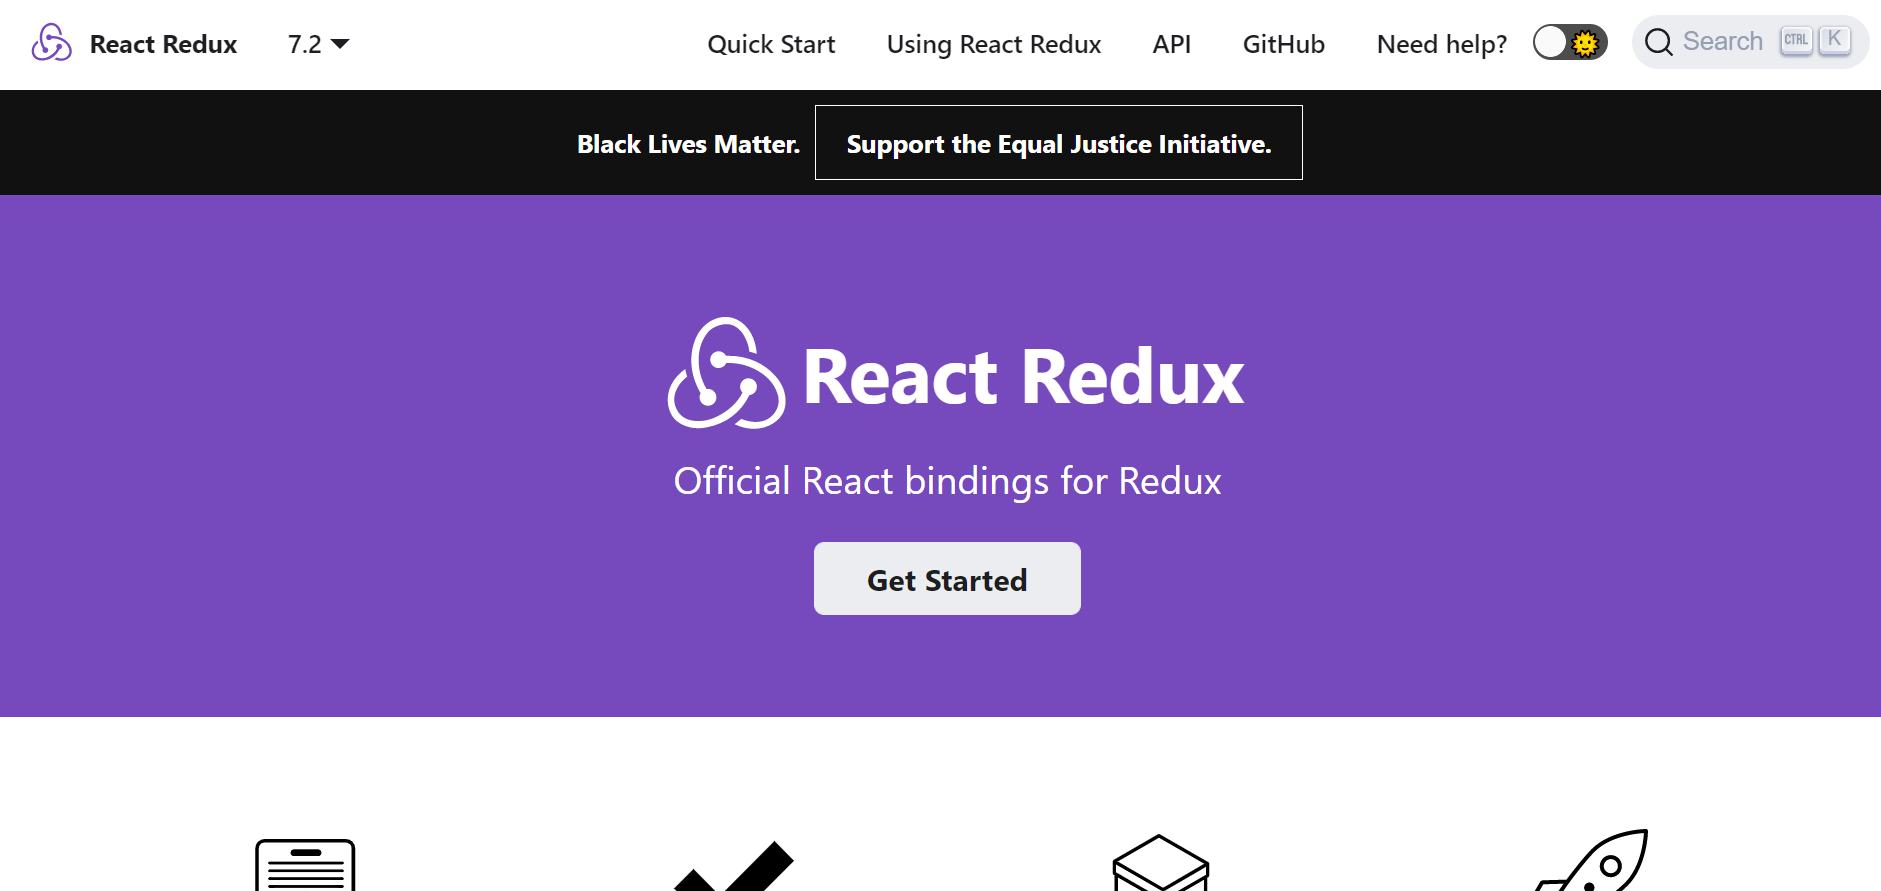 React Redux 7.2 Quick Start Using React Redux API GitHub Need help? Search CTRL K
Black Lives Matter. Support the Equal Justice Initiative.
React Redux
Official React bindings for Redux
Get Started